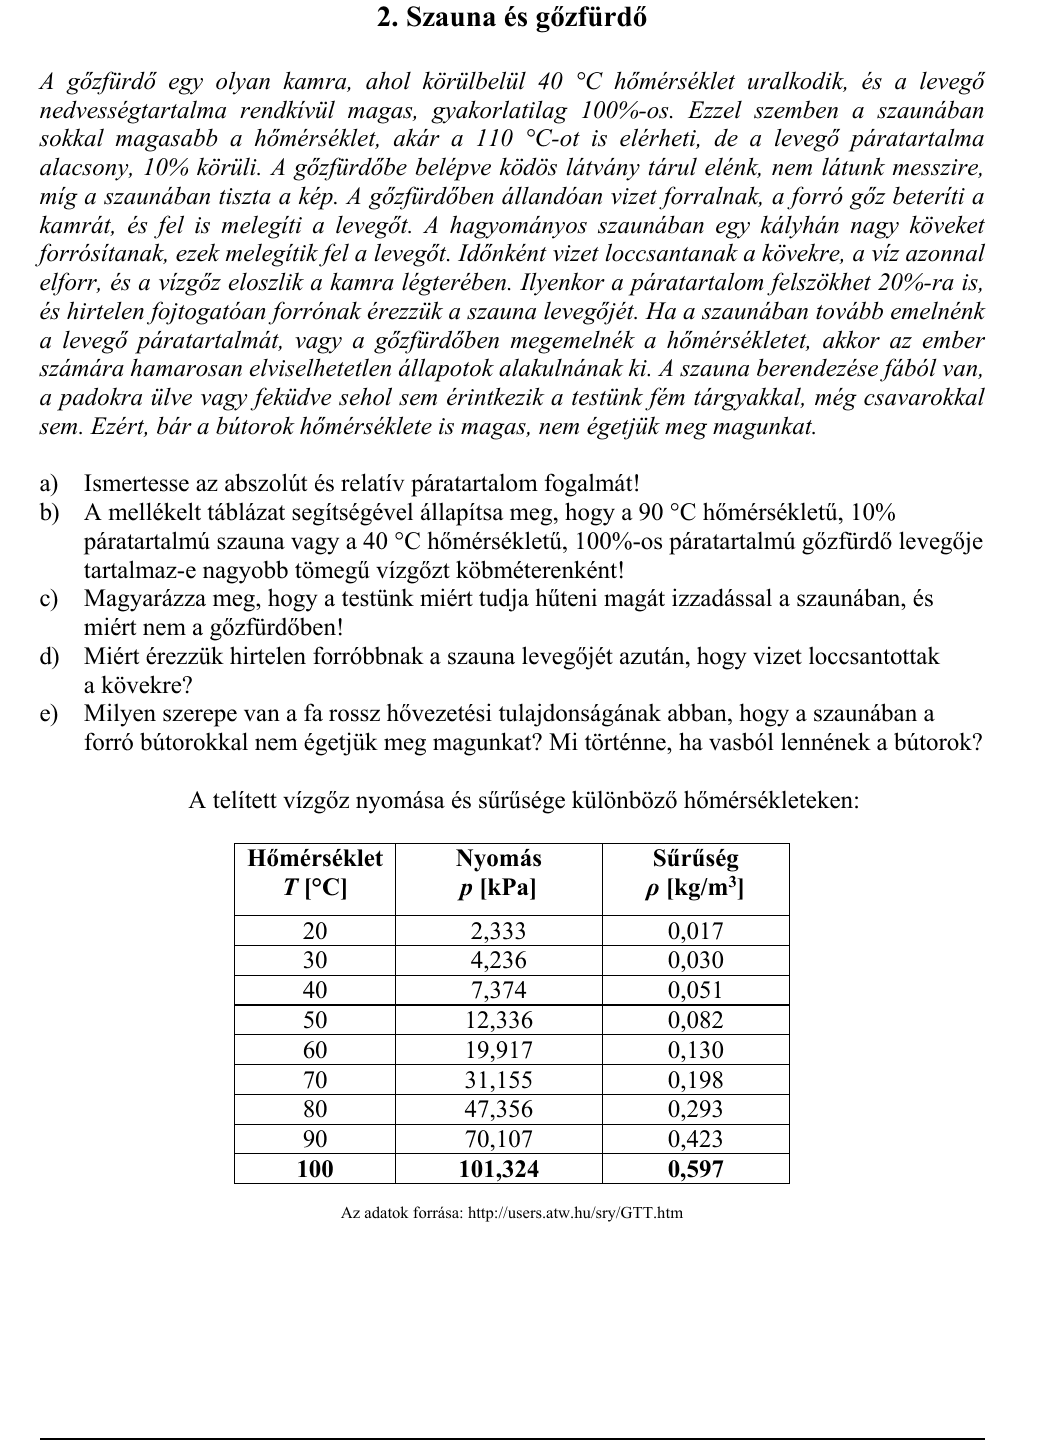 2. Szauna és gőzfürdő
A gőzfürdő egy olyan kamra, ahol körülbelül 40 °C hőmérséklet uralkodik, és a levegő
nedvességtartalma rendkívül magas, gyakorlatilag 100%-os. Ezzel szemben a szaunában
sokkal magasabb a hőmérséklet, akár a 110 °C-ot is elérheti, de a levegő páratartalma
alacsony, 10% körüli. A gőzfürdőbe belépve ködös látvány tárul elénk, nem látunk messzire,
míg a szaunában tiszta a kép. A gőzfürdőben állandóan vizet forralnak, a forró gőz beteríti a
kamrát, és fel is melegíti a levegőt. A hagyományos szaunában egy kályhán nagy köveket
forrósítanak, ezek melegítik fel a levegőt. Időnként vizet loccsantanak a kövekre, a víz azonnal
elforr, és a vízgőz eloszlik a kamra légterében. Ilyenkor a páratartalom felszökhet 20%-ra is,
és hirtelen fojtogatóan forrónak érezzük a szauna levegőjét. Ha a szaunában tovább emelnénk
a levegő páratartalmát, vagy a gőzfürdőben megemelnék a hőmérsékletet, akkor az ember
számára hamarosan elviselhetetlen állapotok alakulnának ki. A szauna berendezése fából van,
a padokra ülve vagy feküdve sehol sem érintkezik a testünk fém tárgyakkal, még csavarokkal
sem. Ezért, bár a bútorok hőmérséklete is magas, nem égetjük meg magunkat.
a) Ismertesse az abszolút és relatív páratartalom fogalmát!
b) A mellékelt táblázat segítségével állapítsa meg, hogy a 90 °C hőmérsékletű, 10%
páratartalmú szauna vagy a 40 °C hőmérsékletű, 100%-os páratartalmú gőzfürdő levegője
tartalmaz-e nagyobb tömegű vízgőzt köbméterenként!
c) Magyarázza meg, hogy a testünk miért tudja hűteni magát izzadással a szaunában, és
miért nem a gőzfürdőben!
d) Miért érezzük hirtelen forróbbnak a szauna levegőjét azután, hogy vizet loccsantottak
a kövekre?
e) Milyen szerepe van a fa rossz hővezetési tulajdonságának abban, hogy a szaunában a
forró bútorokkal nem égetjük meg magunkat? Mi történne, ha vasból lennének a bútorok?
A telített vízgőz nyomása és sűrűsége különböző hőmérsékleteken:
Hőmérséklet Nyomás Sűrűség
T [°C] p [kPa] ρ [kg/m³]
20 2,333 0,017
30 4,236 0,030
40 7,374 0,051
50 12,336 0,082
60 19,917 0,130
70 31,155 0,198
80 47,356 0,293
90 70,107 0,423
100 101,324 0,597
Az adatok forrása: http://users.atw.hu/sry/GTT.htm